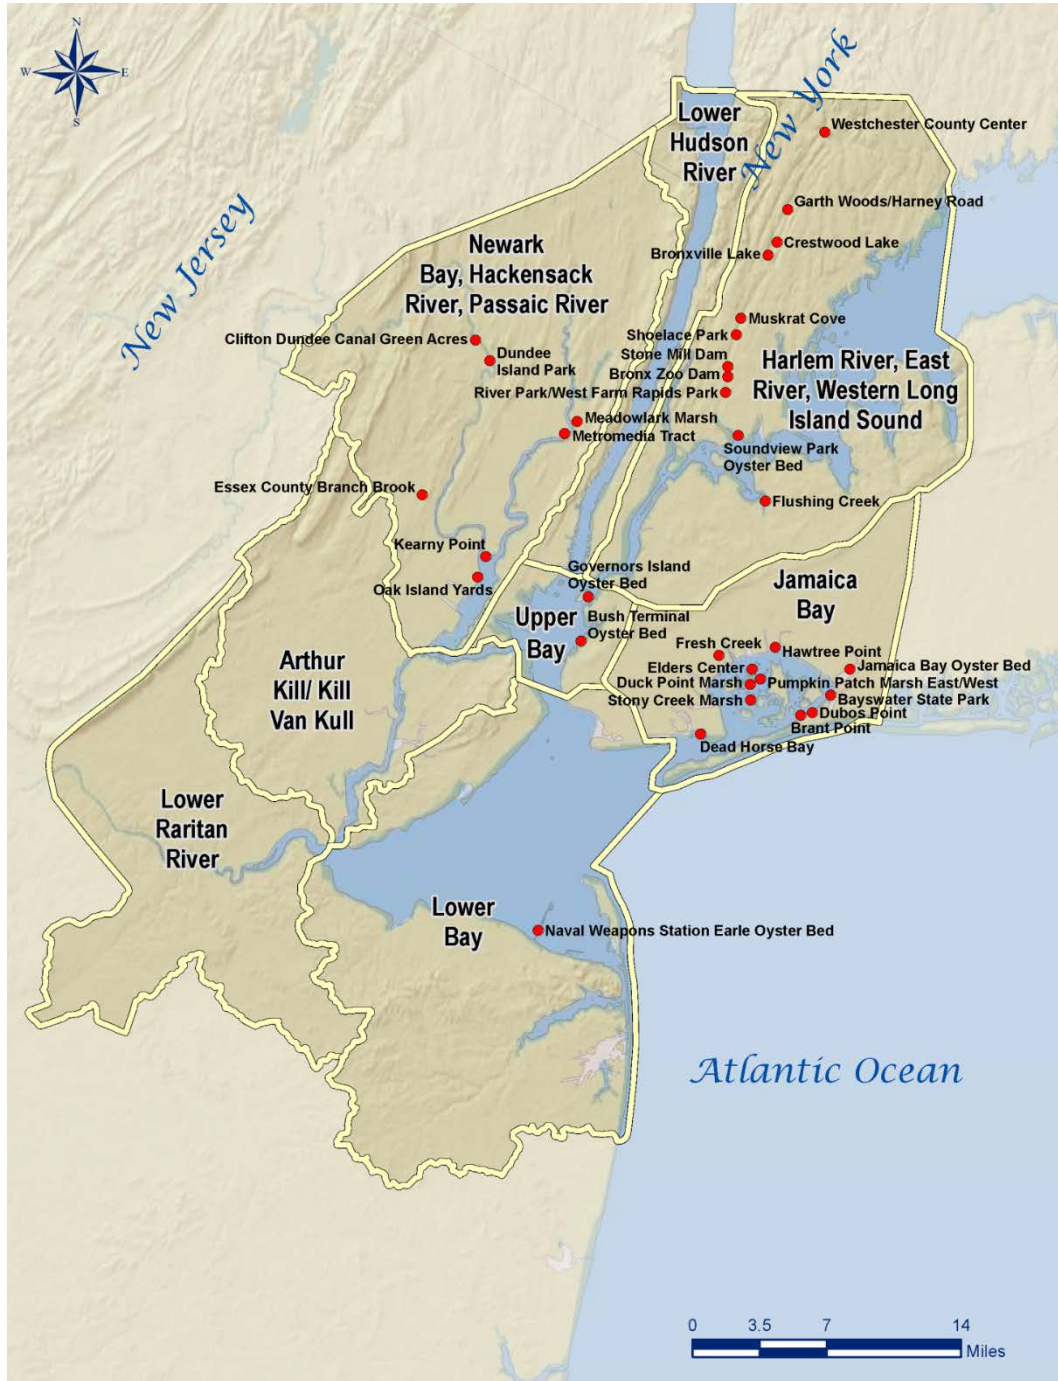 N
W
E
S
New York
New Jersey
Lower
Hudson
River
Westchester County Center
Garth Woods/Harney Road
Crestwood Lake
Bronxville Lake
Newark
Bay, Hackensack
River, Passaic River
Muskrat Cove
Shoelace Park
Clifton Dundee Canal Green Acres
Dundee
Island Park
Stone Mill Dam
Bronx Zoo Dam
River Park/West Farm Rapids Park
Harlem River, East
River, Western Long
Island Sound
Meadowlark Marsh
Metromedia Tract
Soundview Park
Oyster Bed
Essex County Branch Brook
Flushing Creek
Kearny Point
Oak Island Yards
Governors Island
Oyster Bed
Jamaica
Bay
Upper
Bay
Bush Terminal
Oyster Bed
Fresh Creek
Hawtree Point
Elders Center
Jamaica Bay Oyster Bed
Duck Point Marsh
Pumpkin Patch Marsh East/West
Stony Creek Marsh
Bayswater State Park
Dubos Point
Brant Point
Dead Horse Bay
Arthur
Kill/ Kill
Van Kull
Lower
Raritan
River
Lower
Bay
Naval Weapons Station Earle Oyster Bed
Atlantic Ocean
0 3.5 7 14
Miles